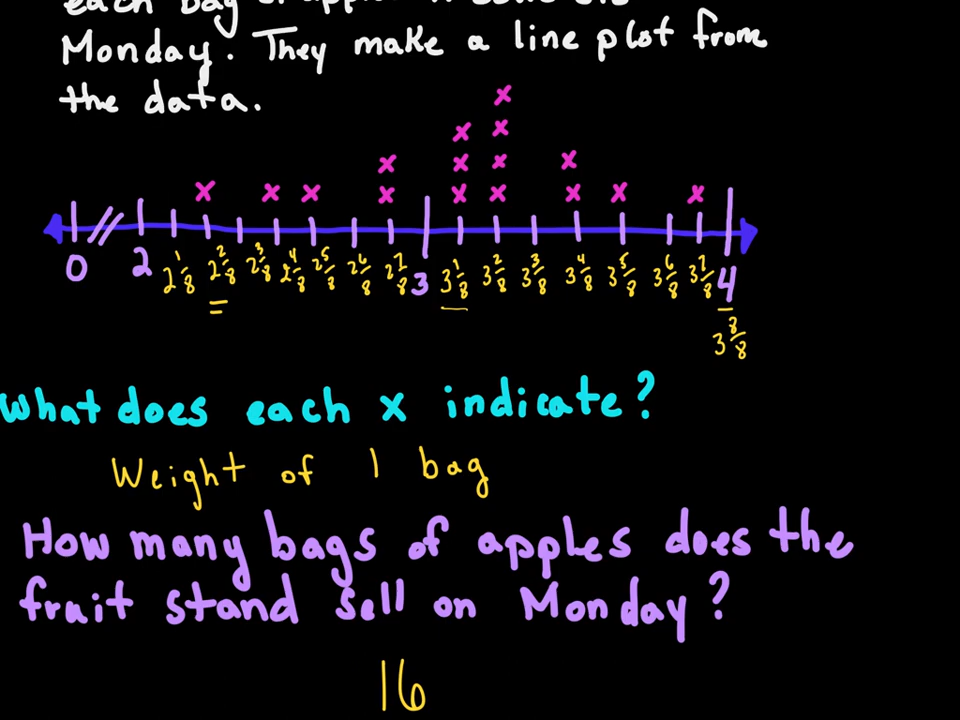 each bag of apples
Monday. They make a line plot from
the data.
0 2 2 1/8 2 2/8 2 3/8 2 4/8 2 5/8 2 6/8 2 7/8 3 3 1/8 3 2/8 3 3/8 3 4/8 3 5/8 3 6/8 3 7/8 4
3 8/8
What does each x indicate?
Weight of 1 bag
How many bags of apples does the
fruit stand sell on Monday?
16